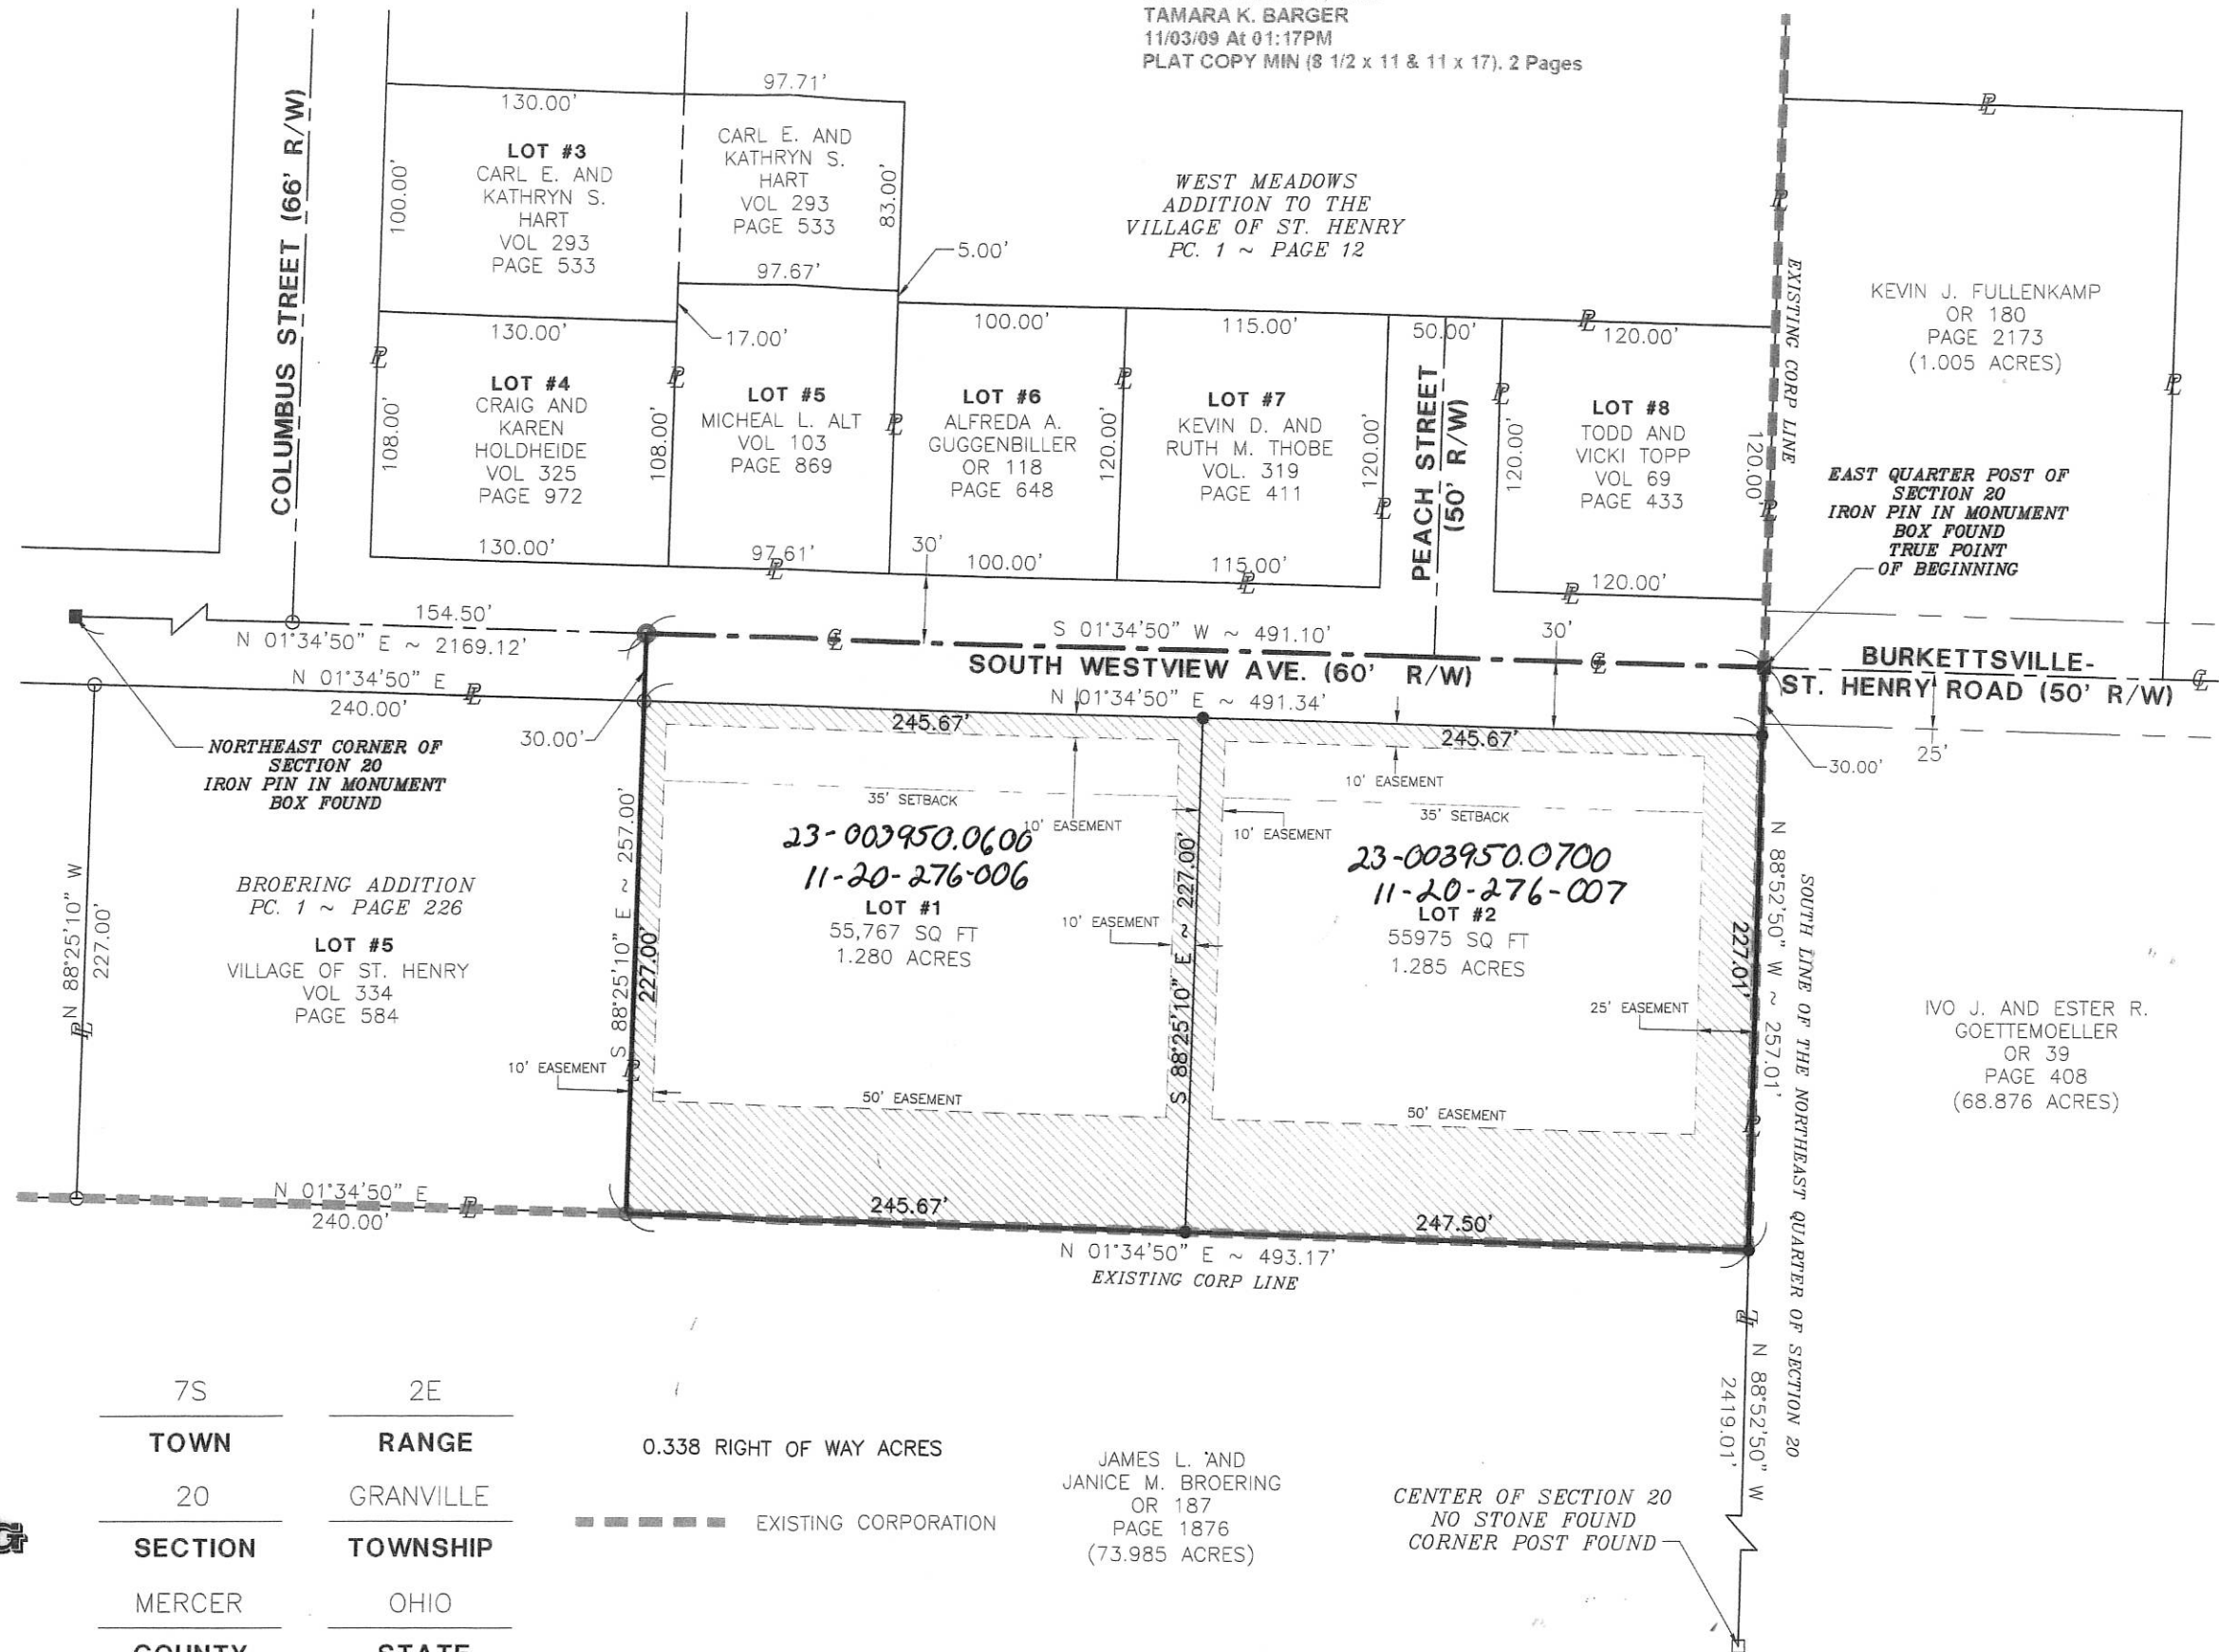 TAMARA K. BARGER
11/03/09 At 01:17PM
PLAT COPY MIN (8 1/2 x 11 & 11 x 17). 2 Pages
COLUMBUS STREET (66' R/W)
130.00'
100.00'
LOT #3
CARL E. AND
KATHRYN S.
HART
VOL 293
PAGE 533
97.71'
CARL E. AND
KATHRYN S.
HART
VOL 293
PAGE 533
83.00'
97.67'
5.00'
17.00'
WEST MEADOWS
ADDITION TO THE
VILLAGE OF ST. HENRY
PC. 1 ~ PAGE 12
EXISTING CORP LINE
PL
KEVIN J. FULLENKAMP
OR 180
PAGE 2173
(1.005 ACRES)
130.00'
108.00'
LOT #4
CRAIG AND
KAREN
HOLDHEIDE
VOL 325
PAGE 972
108.00'
130.00'
LOT #5
MICHEAL L. ALT
VOL 103
PAGE 869
97.61'
100.00'
LOT #6
ALFREDA A.
GUGGENBILLER
OR 118
PAGE 648
120.00'
100.00'
115.00'
LOT #7
KEVIN D. AND
RUTH M. THOBE
VOL. 319
PAGE 411
120.00'
115.00'
50.00'
PEACH STREET
(50' R/W)
120.00'
120.00'
LOT #8
TODD AND
VICKI TOPP
VOL 69
PAGE 433
120.00'
120.00'
EAST QUARTER POST OF
SECTION 20
IRON PIN IN MONUMENT
BOX FOUND
TRUE POINT
OF BEGINNING
30'
154.50'
N 01°34'50" E ~ 2169.12'
S 01°34'50" W ~ 491.10'
30'
SOUTH WESTVIEW AVE. (60' R/W)
BURKETTSVILLE-
ST. HENRY ROAD (50' R/W)
N 01°34'50" E
240.00'
N 01°34'50" E ~ 491.34'
30.00'
245.67'
245.67'
30.00'
25'
NORTHEAST CORNER OF
SECTION 20
IRON PIN IN MONUMENT
BOX FOUND
N 88°25'10" W
227.00'
BROERING ADDITION
PC. 1 ~ PAGE 226
LOT #5
VILLAGE OF ST. HENRY
VOL 334
PAGE 584
N 01°34'50" E
240.00'
S 88°25'10" E ~ 257.00'
227.00'
35' SETBACK
10' EASEMENT
23-003950.0600
11-20-276-006
LOT #1
55,767 SQ FT
1.280 ACRES
10' EASEMENT
10' EASEMENT
50' EASEMENT
245.67'
S 88°25'10" E ~ 227.00'
10' EASEMENT
10' EASEMENT
35' SETBACK
23-003950.0700
11-20-276-007
LOT #2
55975 SQ FT
1.285 ACRES
25' EASEMENT
50' EASEMENT
247.50'
227.01'
N 88°52'50" W ~ 257.01'
SOUTH LINE OF THE NORTHEAST QUARTER OF SECTION 20
IVO J. AND ESTER R.
GOETTEMOELLER
OR 39
PAGE 408
(68.876 ACRES)
N 01°34'50" E ~ 493.17'
EXISTING CORP LINE
N 88°52'50" W
2419.01'
7S
TOWN
2E
RANGE
20
SECTION
GRANVILLE
TOWNSHIP
MERCER
COUNTY
OHIO
STATE
0.338 RIGHT OF WAY ACRES
EXISTING CORPORATION
JAMES L. AND
JANICE M. BROERING
OR 187
PAGE 1876
(73.985 ACRES)
CENTER OF SECTION 20
NO STONE FOUND
CORNER POST FOUND